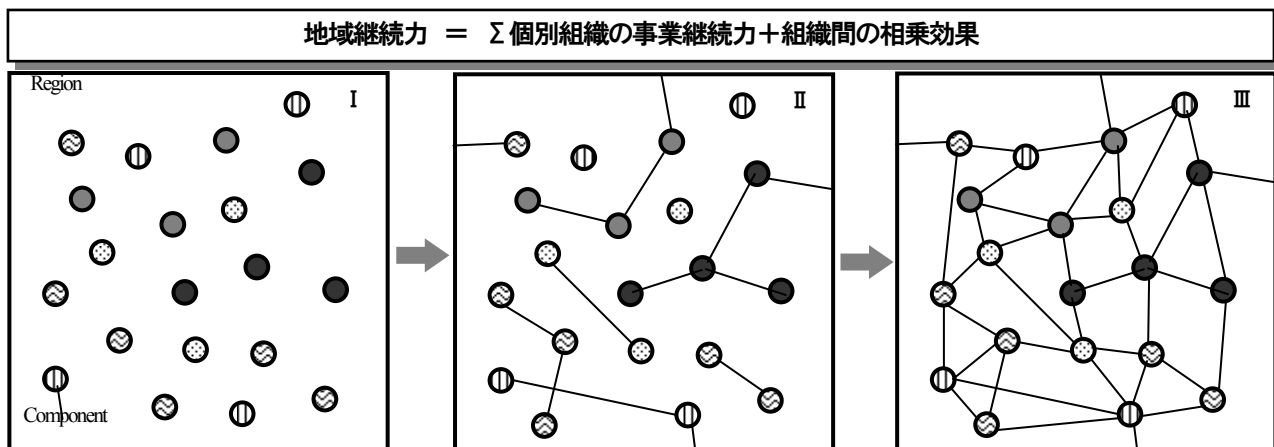 地域継続力 = Σ個別組織の事業継続力+組織間の相乗効果
Region
Ⅰ
Ⅱ
Ⅲ
Component